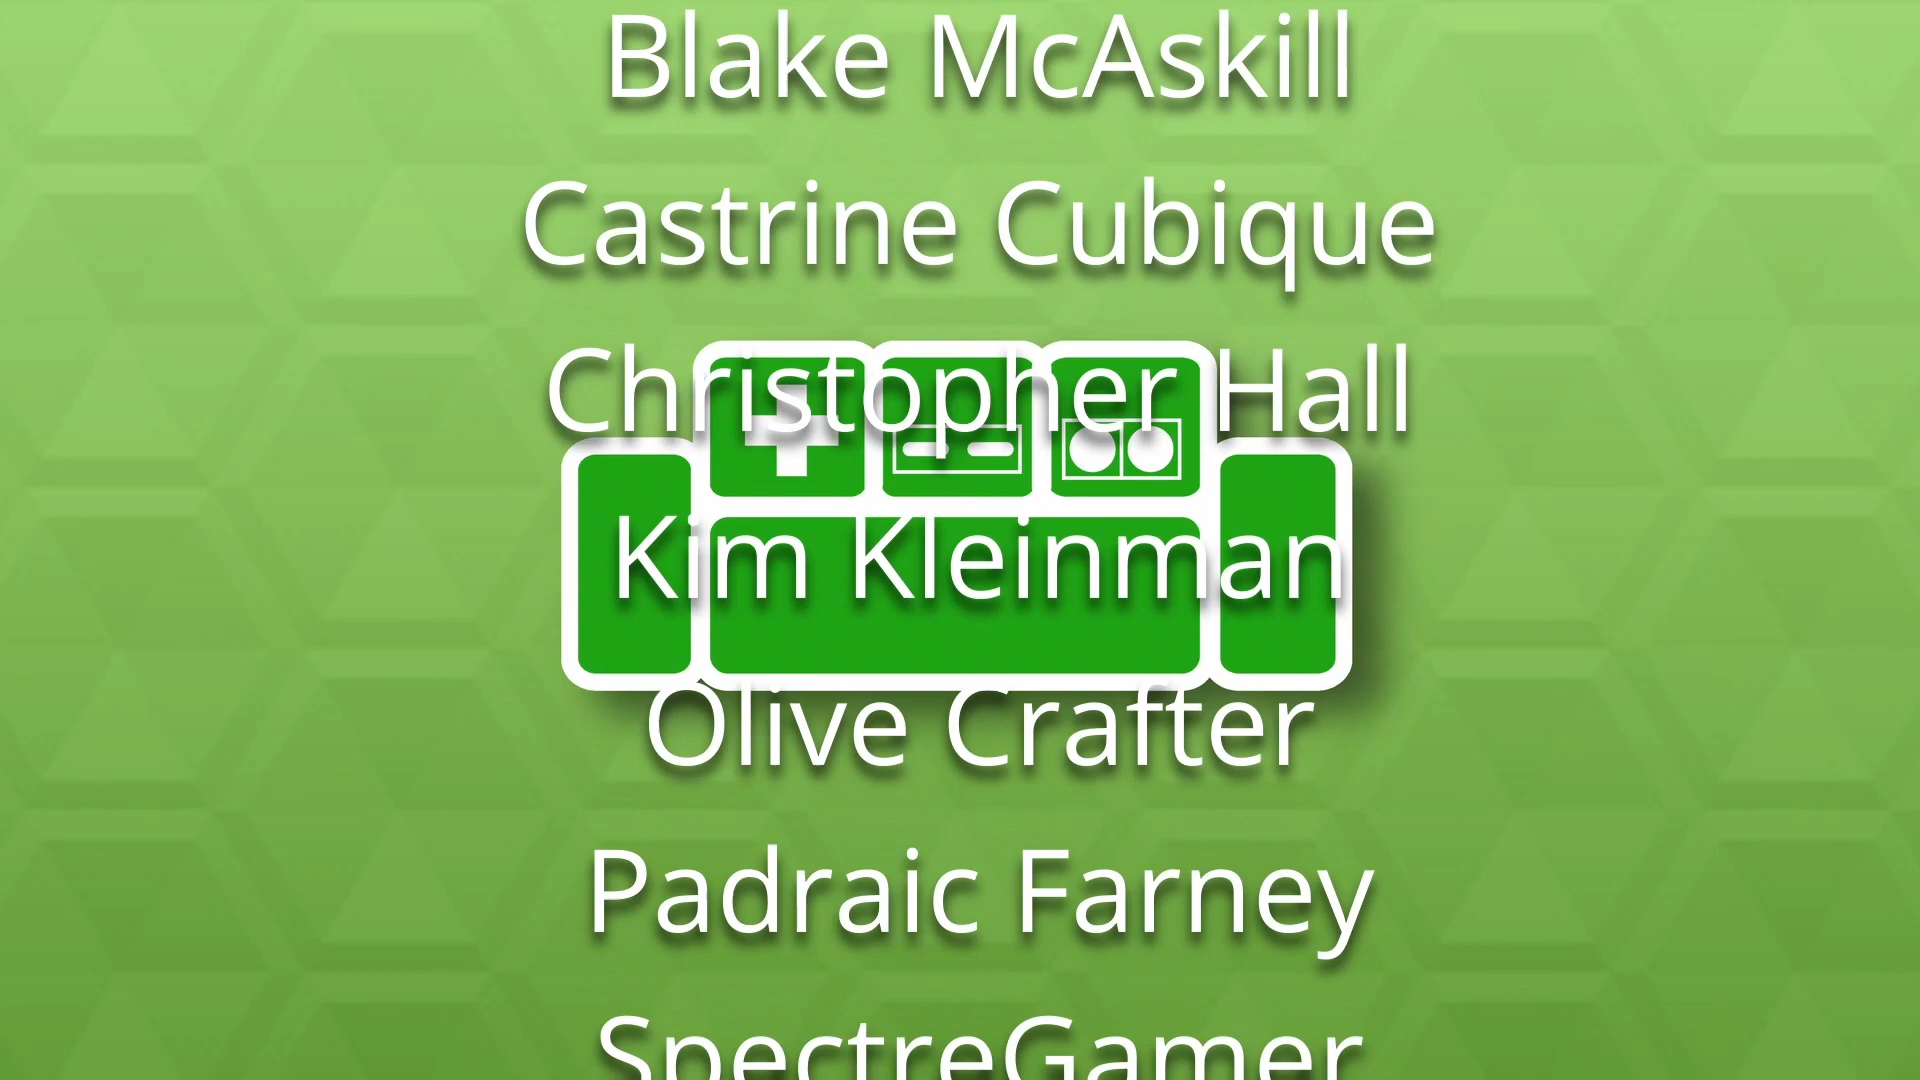 Blake McAskill
Castrine Cubique
Christopher Hall
Kim Kleinman
Olive Crafter
Padraic Farney
SpectreGamer